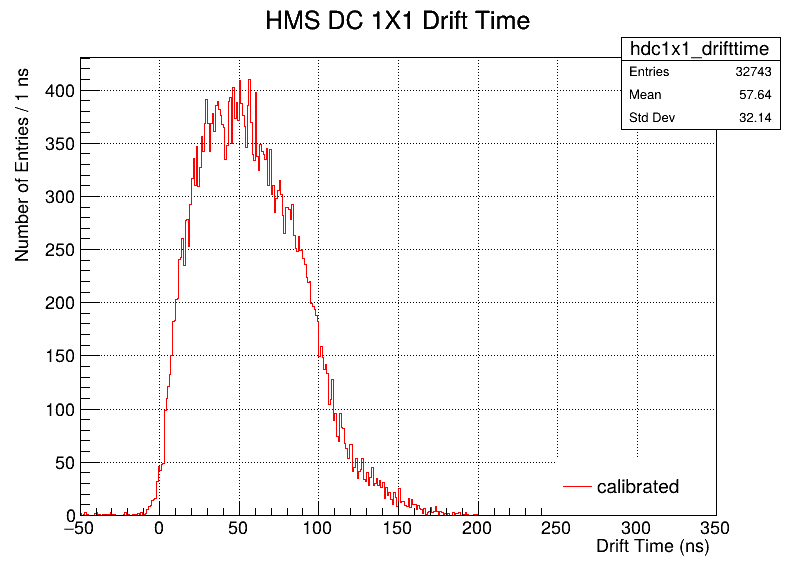 HMS DC 1X1 Drift Time
hdc1x1_drifttime
Entries 32743
Mean 57.64
Std Dev 32.14
Number of Entries / 1 ns
400
350
300
250
200
150
100
50
0
calibrated
−50 0 50 100 150 200 250 300 350
Drift Time (ns)